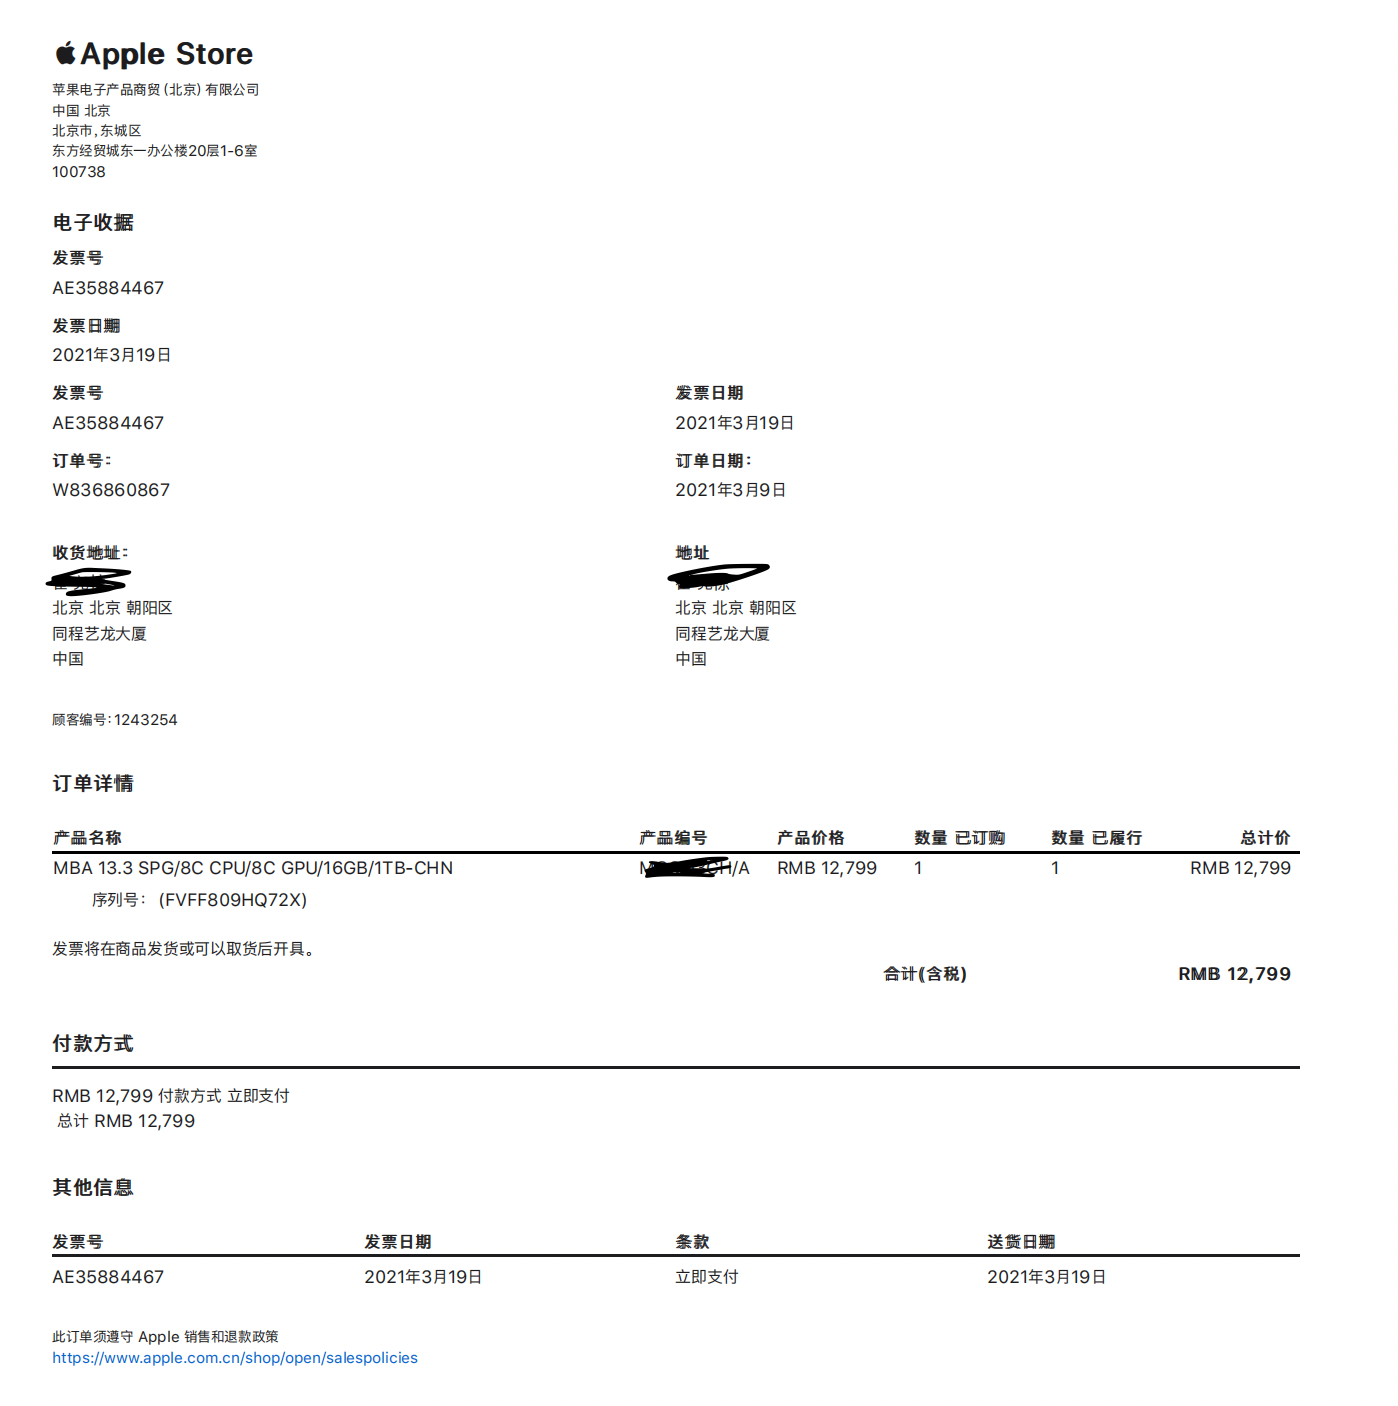 Apple Store
苹果电子产品商贸 (北京) 有限公司
中国 北京
北京市, 东城区
东方经贸城东一办公楼20层1-6室
100738
电子收据
发票号
AE35884467
发票日期
2021年3月19日
发票号 发票日期
AE35884467 2021年3月19日
订单号: 订单日期:
W836860867 2021年3月9日
收货地址: 地址
北京 北京 朝阳区 北京 北京 朝阳区
同程艺龙大厦 同程艺龙大厦
中国 中国
顾客编号: 1243254
订单详情
产品名称 产品编号 产品价格 数量 已订购 数量 已履行 总计价
MBA 13.3 SPG/8C CPU/8C GPU/16GB/1TB-CHN /A RMB 12,799 1 1 RMB 12,799
序列号: (FVFF809HQ72X)
发票将在商品发货或可以取货后开具。
合计(含税) RMB 12,799
付款方式
RMB 12,799 付款方式 立即支付
总计 RMB 12,799
其他信息
发票号 发票日期 条款 送货日期
AE35884467 2021年3月19日 立即支付 2021年3月19日
此订单须遵守 Apple 销售和退款政策
https://www.apple.com.cn/shop/open/salespolicies